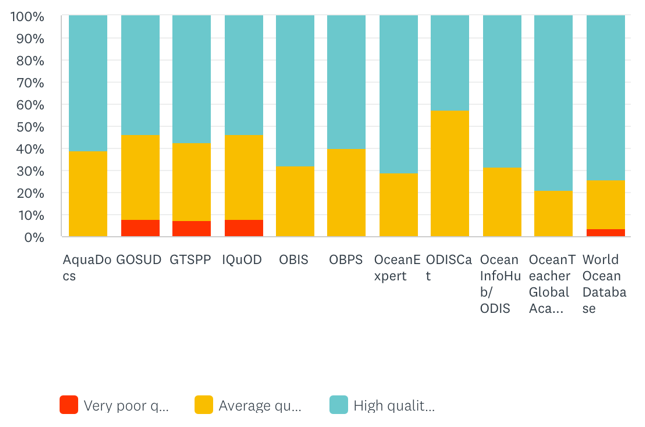 100%
90%
80%
70%
60%
50%
40%
30%
20%
10%
0%
AquaDo
cs
GOSUD
GTSPP
IQuOD
OBIS
OBPS
OceanE
xpert
ODISCa
t
Ocean
InfoHu
b/
ODIS
OceanT
eacher
Global
Aca...
World
Ocean
Databa
se
Very poor q...
Average qu...
High qualit...